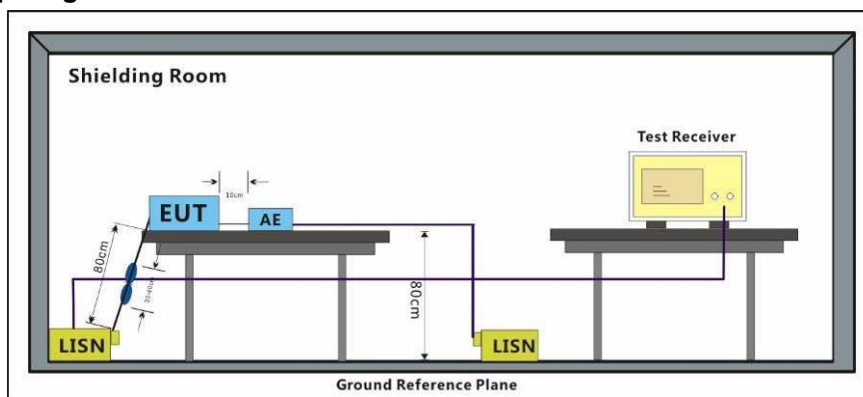 Shielding Room
Test Receiver
10cm
EUT
AE
80cm
80cm
LISN
LISN
Ground Reference Plane